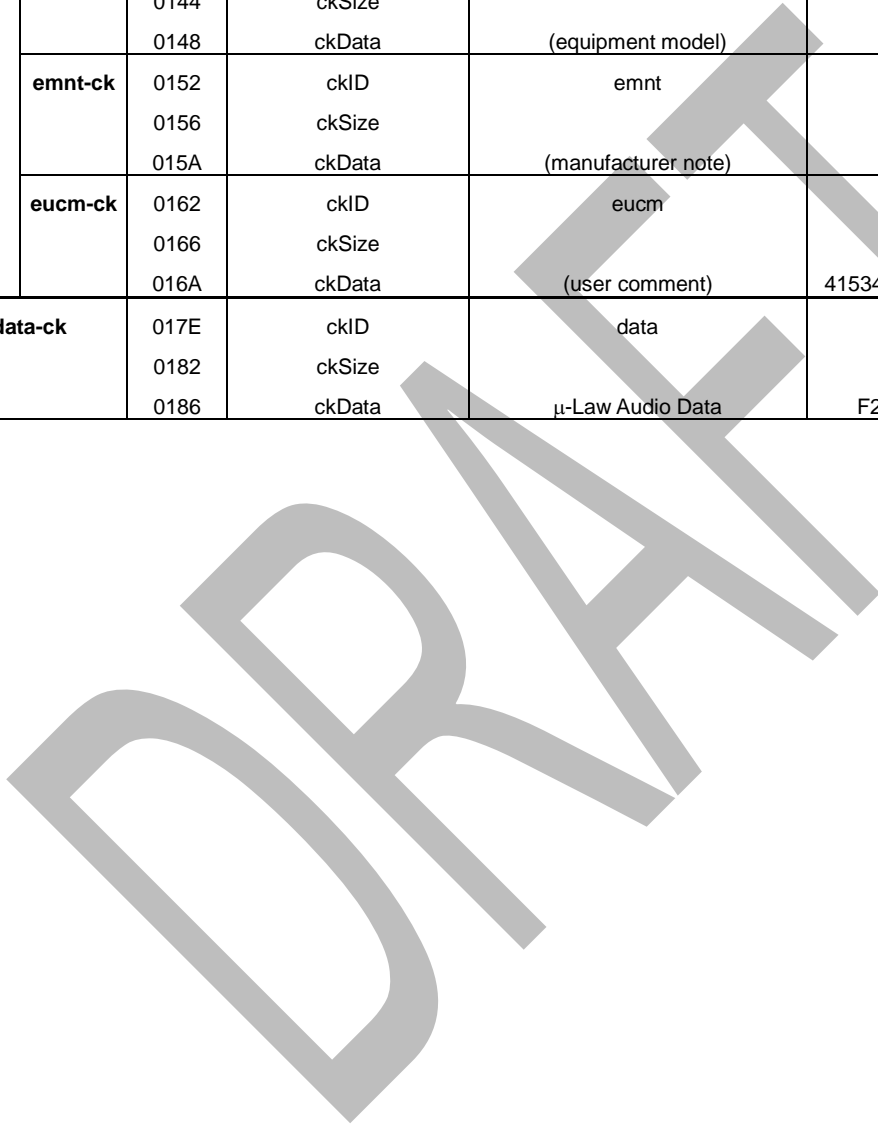 0144 ckSize
0148 ckData (equipment model)
emnt-ck 0152 ckID emnt
0156 ckSize
015A ckData (manufacturer note)
eucm-ck 0162 ckID eucm
0166 ckSize
016A ckData (user comment) 41534
data-ck 017E ckID data
0182 ckSize
0186 ckData μ-Law Audio Data F2
DRAFT